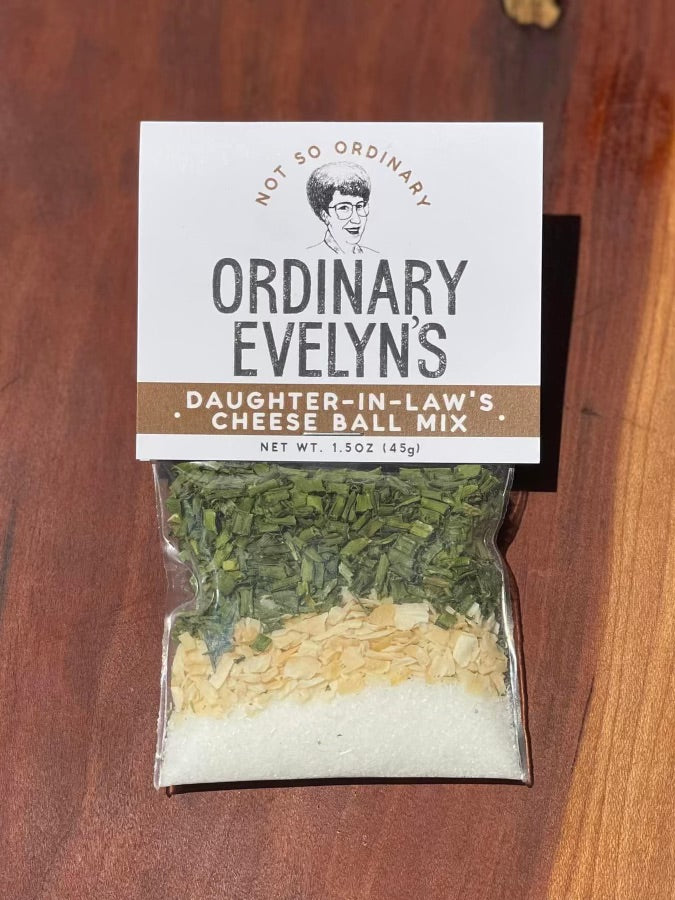 NOT SO ORDINARY
ORDINARY
EVELYN'S
• DAUGHTER-IN-LAW'S •
CHEESE BALL MIX
NET WT. 1.5OZ (45g)